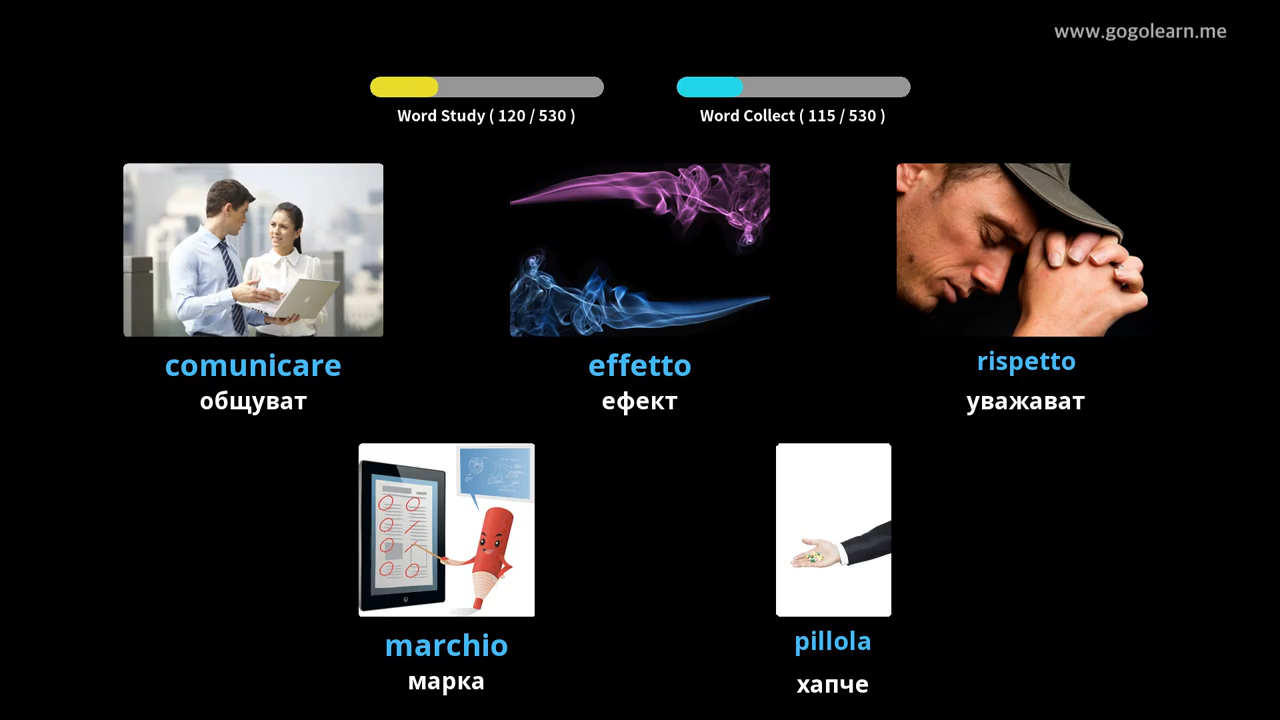 www.gogolearn.me
Word Study ( 120 / 530 )
Word Collect ( 115 / 530 )
comunicare
общуват
effetto
ефект
rispetto
уважават
marchio
марка
pillola
хапче